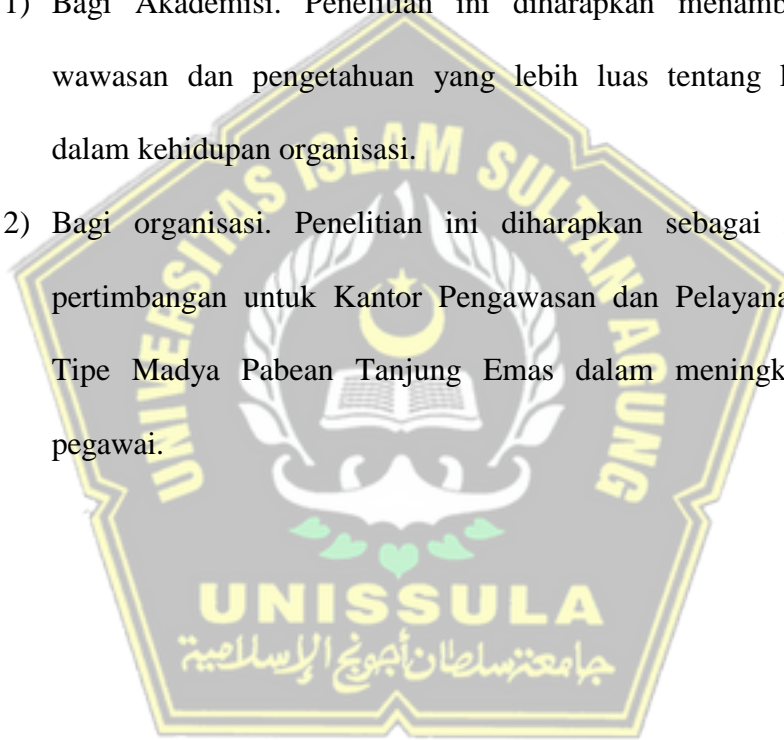 1) Bagi Akademisi. Penelitian ini diharapkan menamb
wawasan dan pengetahuan yang lebih luas tentang
dalam kehidupan organisasi.
2) Bagi organisasi. Penelitian ini diharapkan sebagai
pertimbangan untuk Kantor Pengawasan dan Pelayana
Tipe Madya Pabean Tanjung Emas dalam meningk
pegawai.
UNIVERSITAS ISLAM SULTAN AGUNG
UNISSULA
جامعتسلطان أجونج الإسلامية